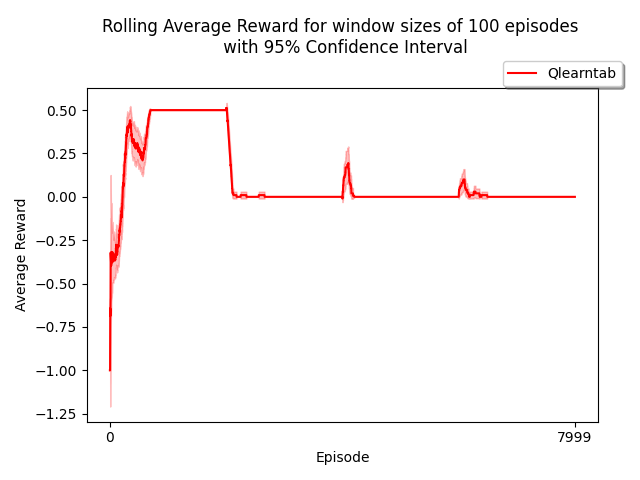 Rolling Average Reward for window sizes of 100 episodes
with 95% Confidence Interval
Qlearntab
0.50
0.25
0.00
−0.25
−0.50
−0.75
−1.00
−1.25
Average Reward
0
7999
Episode